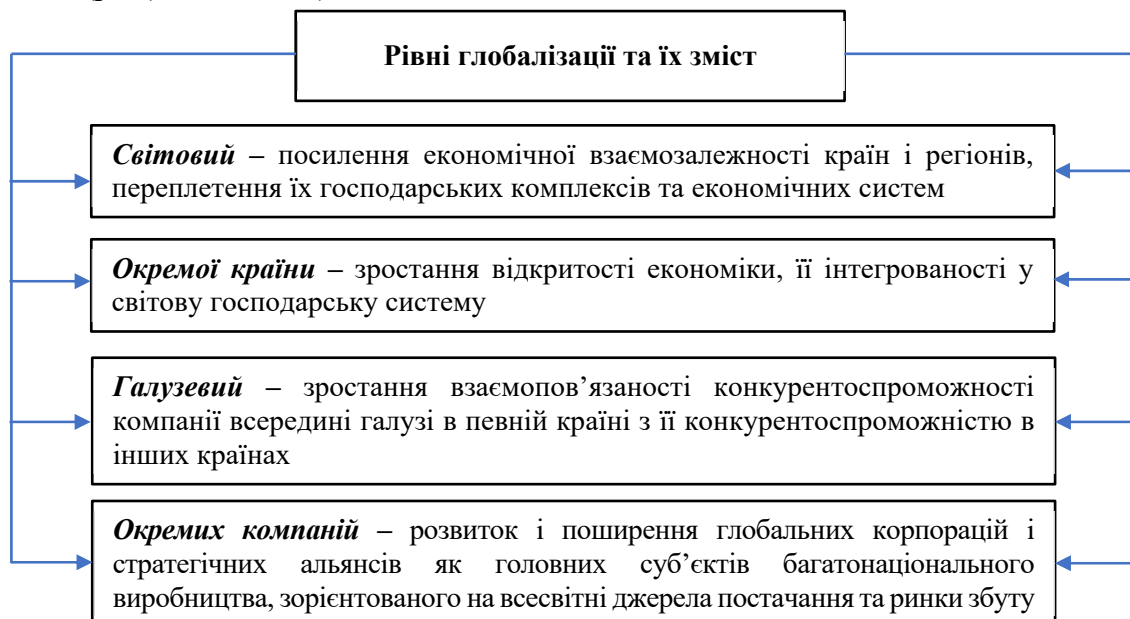 Рівні глобалізації та їх зміст
Світовий – посилення економічної взаємозалежності країн і регіонів,
переплетення їх господарських комплексів та економічних систем
Окремої країни – зростання відкритості економіки, її інтегрованості у
світову господарську систему
Галузевий – зростання взаємопов’язаності конкурентоспроможності
компанії всередині галузі в певній країні з її конкурентоспроможністю в
інших країнах
Окремих компаній – розвиток і поширення глобальних корпорацій і
стратегічних альянсів як головних суб’єктів багатонаціонального
виробництва, зорієнтованого на всесвітні джерела постачання та ринки збуту